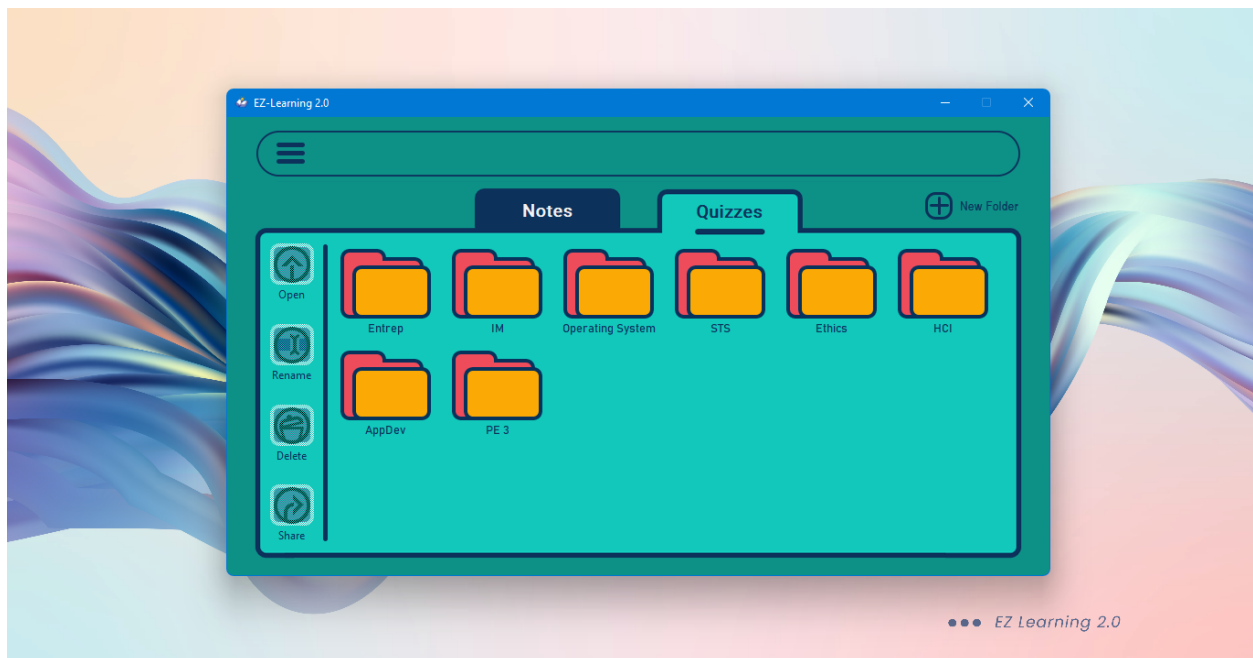 EZ-Learning 2.0
Notes
Quizzes
New Folder
Open
Entrep
IM
Operating System
STS
Ethics
HCI
Rename
AppDev
PE 3
Delete
Share
EZ Learning 2.0